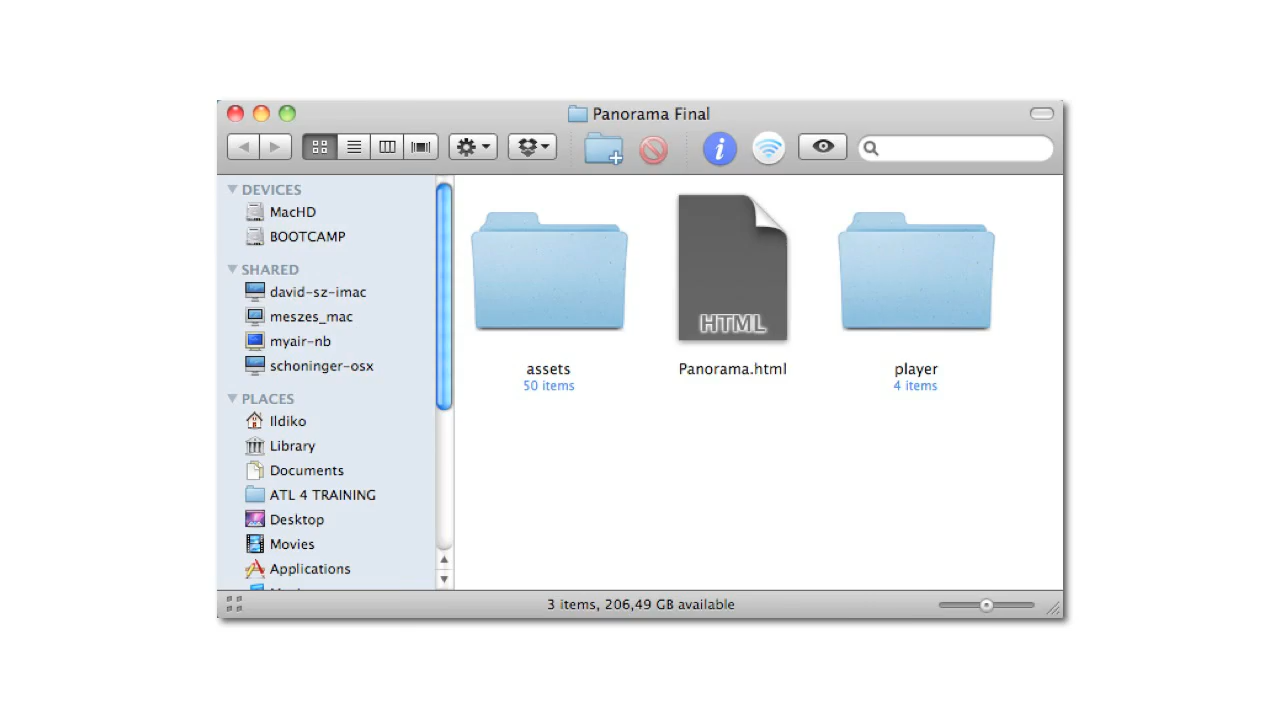 Panorama Final
DEVICES
MacHD
BOOTCAMP
SHARED
david-sz-imac
meszes_mac
myair-nb
schoninger-osx
PLACES
Ildiko
Library
Documents
ATL 4 TRAINING
Desktop
Movies
Applications
HTML
assets
50 items
Panorama.html
player
4 items
3 items, 206,49 GB available